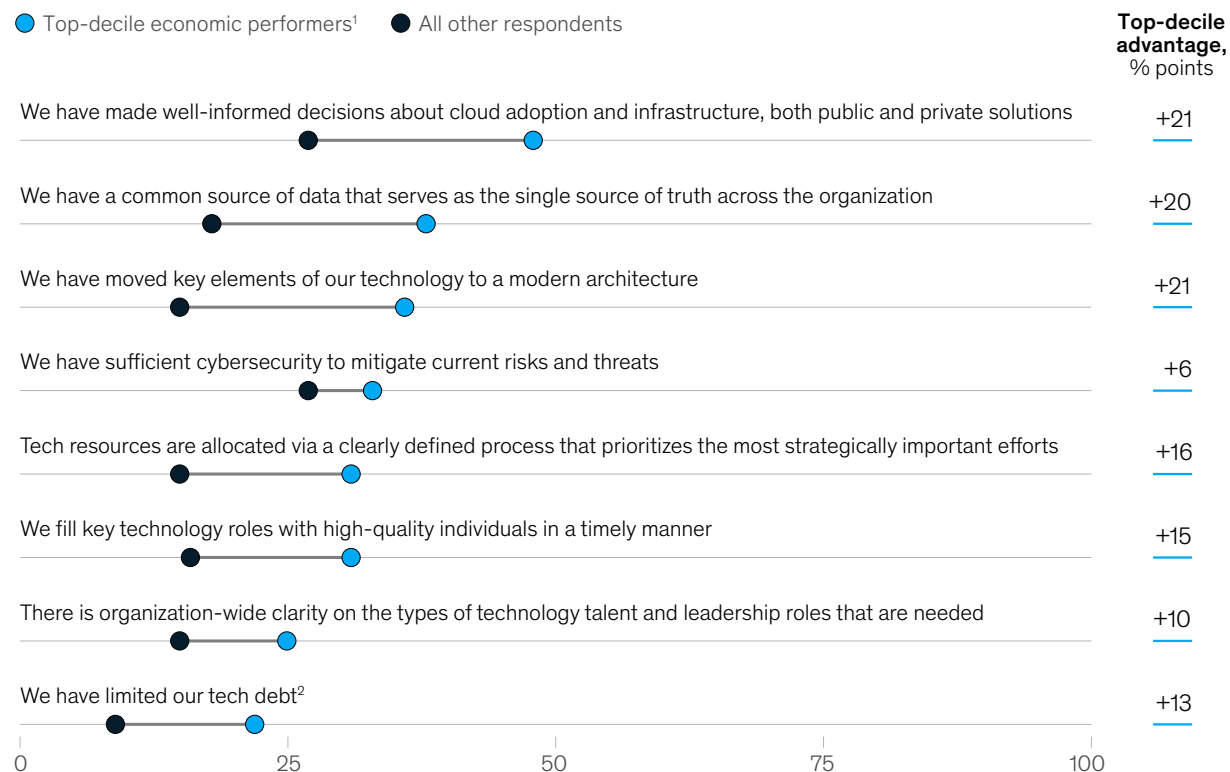 Top-decile economic performers¹ All other respondents
Top-decile
advantage,
% points
We have made well-informed decisions about cloud adoption and infrastructure, both public and private solutions
+21
We have a common source of data that serves as the single source of truth across the organization
+20
We have moved key elements of our technology to a modern architecture
+21
We have sufficient cybersecurity to mitigate current risks and threats
+6
Tech resources are allocated via a clearly defined process that prioritizes the most strategically important efforts
+16
We fill key technology roles with high-quality individuals in a timely manner
+15
There is organization-wide clarity on the types of technology talent and leadership roles that are needed
+10
We have limited our tech debt²
+13
0 25 50 75 100